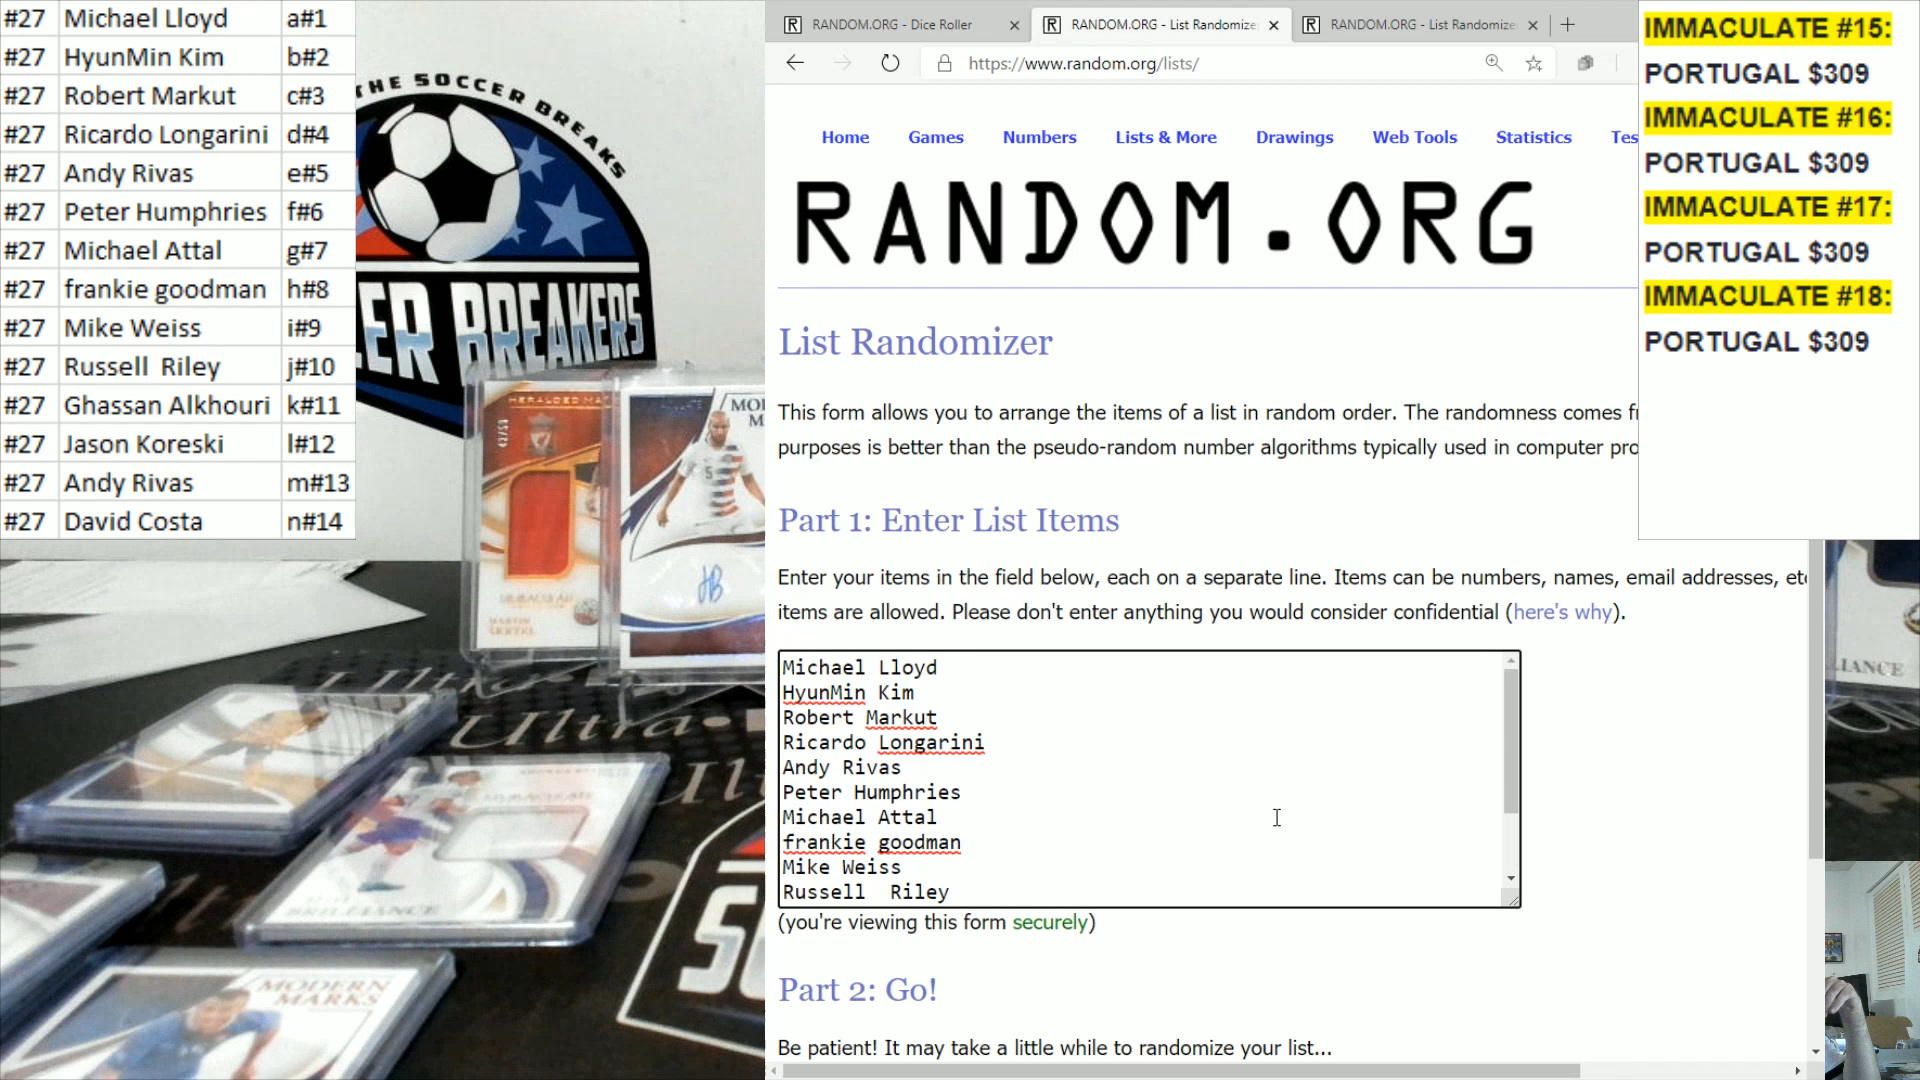 #27 Michael Lloyd a#1
#27 HyunMin Kim b#2
#27 Robert Markut c#3
#27 Ricardo Longarini d#4
#27 Andy Rivas e#5
#27 Peter Humphries f#6
#27 Michael Attal g#7
#27 frankie goodman h#8
#27 Mike Weiss i#9
#27 Russell  Riley j#10
#27 Ghassan Alkhouri k#11
#27 Jason Koreski l#12
#27 Andy Rivas m#13
#27 David Costa n#14
THE SOCCER BREAKS
ER BREAKERS
MODERN
MARKS
BRILLIANCE
Ultra
RANDOM.ORG - Dice Roller
RANDOM.ORG - List Randomize
RANDOM.ORG - List Randomize
https://www.random.org/lists/
Home Games Numbers Lists & More Drawings Web Tools Statistics Tes
RANDOM.ORG
List Randomizer
This form allows you to arrange the items of a list in random order. The randomness comes f
purposes is better than the pseudo-random number algorithms typically used in computer pro
Part 1: Enter List Items
Enter your items in the field below, each on a separate line. Items can be numbers, names, email addresses, etc
items are allowed. Please don't enter anything you would consider confidential (here's why).
Michael Lloyd
HyunMin Kim
Robert Markut
Ricardo Longarini
Andy Rivas
Peter Humphries
Michael Attal
frankie goodman
Mike Weiss
Russell  Riley
(you're viewing this form securely)
Part 2: Go!
Be patient! It may take a little while to randomize your list...
IMMACULATE #15:
PORTUGAL $309
IMMACULATE #16:
PORTUGAL $309
IMMACULATE #17:
PORTUGAL $309
IMMACULATE #18:
PORTUGAL $309